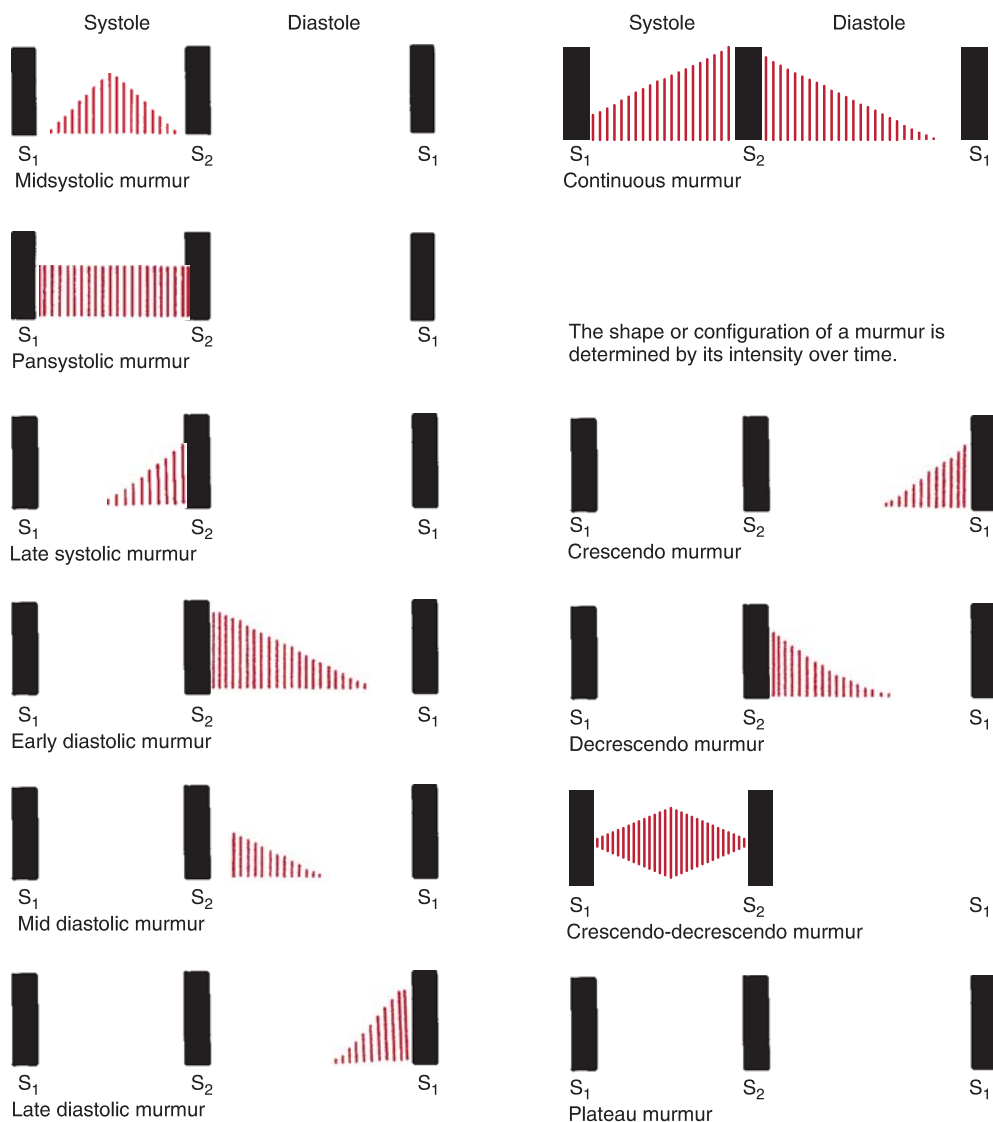 Systole Diastole
S1 S2 S1
Midsystolic murmur
S1 S2 S1
Pansystolic murmur
S1 S2 S1
Late systolic murmur
S1 S2 S1
Early diastolic murmur
S1 S2 S1
Mid diastolic murmur
S1 S2 S1
Late diastolic murmur
Systole Diastole
S1 S2 S1
Continuous murmur
The shape or configuration of a murmur is
determined by its intensity over time.
S1 S2 S1
Crescendo murmur
S1 S2 S1
Decrescendo murmur
S1 S2 S1
Crescendo-decrescendo murmur
S1 S2 S1
Plateau murmur